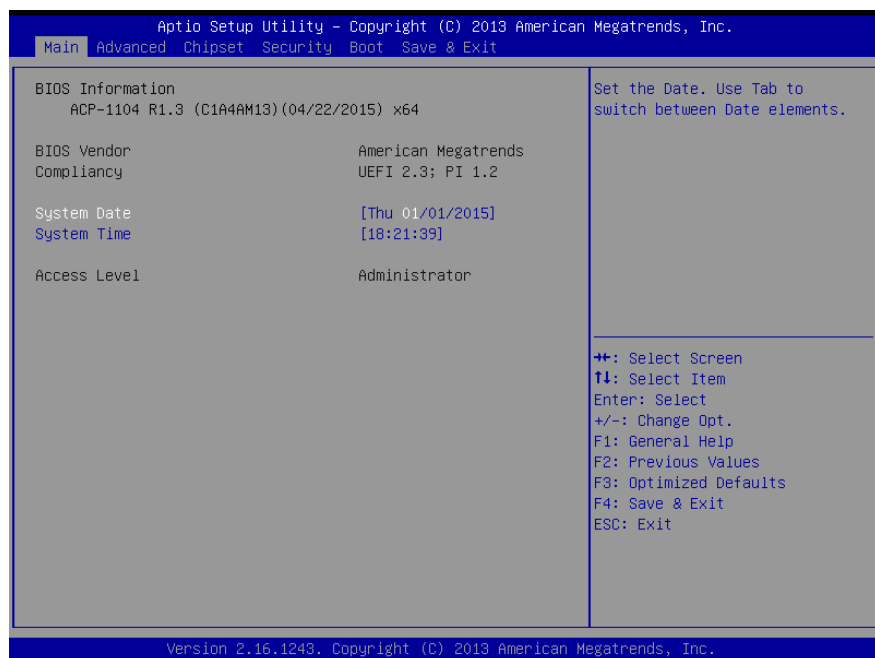 Aptio Setup Utility – Copyright (C) 2013 American Megatrends, Inc.
Main Advanced Chipset Security Boot Save & Exit
BIOS Information
ACP-1104 R1.3 (C1A4AM13)(04/22/2015) x64
BIOS Vendor American Megatrends
Compliancy UEFI 2.3; PI 1.2
System Date [Thu 01/01/2015]
System Time [18:21:39]
Access Level Administrator
Set the Date. Use Tab to
switch between Date elements.
→←: Select Screen
↑↓: Select Item
Enter: Select
+/-: Change Opt.
F1: General Help
F2: Previous Values
F3: Optimized Defaults
F4: Save & Exit
ESC: Exit
Version 2.16.1243. Copyright (C) 2013 American Megatrends, Inc.